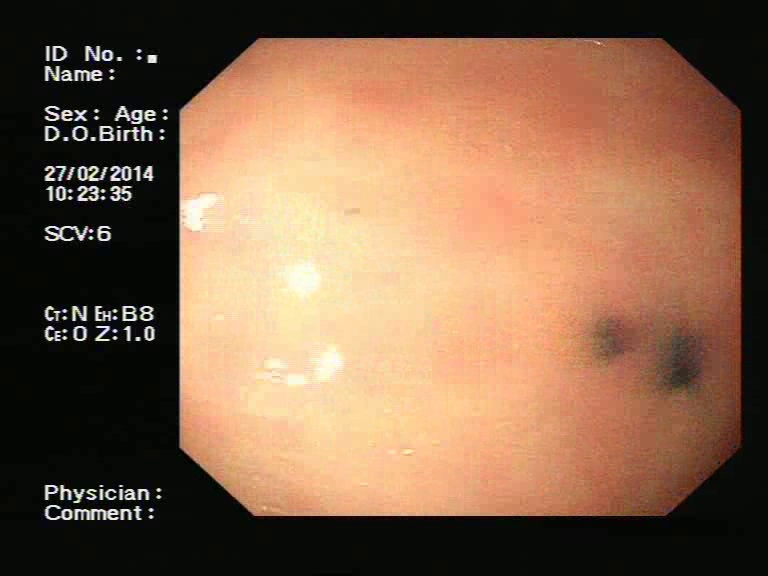 ID No. :
Name:
Sex: Age:
D.O.Birth:
27/02/2014
10:23:35
SCV:6
CT:N EH:B8
CE:0 Z:1.0
Physician:
Comment: